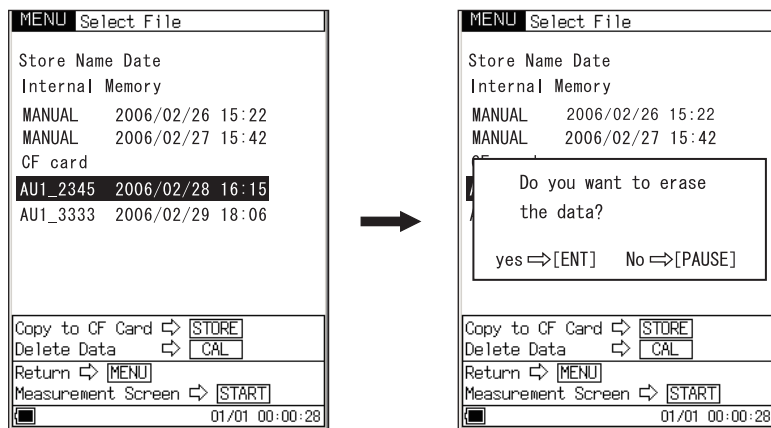 MENU Select File
Store Name Date
Internal Memory
MANUAL 2006/02/26 15:22
MANUAL 2006/02/27 15:42
CF card
AU1_2345 2006/02/28 16:15
AU1_3333 2006/02/29 18:06
Copy to CF Card ⇨ STORE
Delete Data ⇨ CAL
Return ⇨ MENU
Measurement Screen ⇨ START
01/01 00:00:28
MENU Select File
Store Name Date
Internal Memory
MANUAL 2006/02/26 15:22
MANUAL 2006/02/27 15:42
Do you want to erase
the data?
yes⇨[ENT] No⇨[PAUSE]
Copy to CF Card ⇨ STORE
Delete Data ⇨ CAL
Return ⇨ MENU
Measurement Screen ⇨ START
01/01 00:00:28